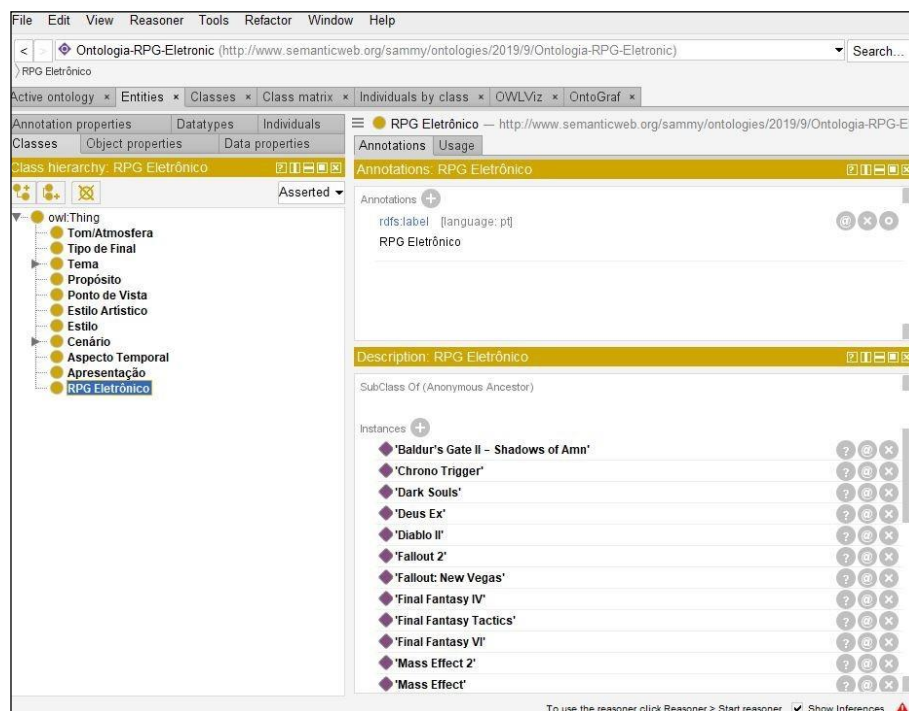 File Edit View Reasoner Tools Refactor Window Help
< > Ontologia-RPG-Eletronic (http://www.semanticweb.org/sammy/ontologies/2019/9/Ontologia-RPG-Eletronic) Search...
RPG Eletrônico
Active ontology × Entities × Classes × Class matrix × Individuals by class × OWLViz × OntoGraf ×
Annotation properties Datatypes Individuals
Classes Object properties Data properties
Class hierarchy: RPG Eletrônico
Asserted
owl:Thing
Tom/Atmosfera
Tipo de Final
Tema
Propósito
Ponto de Vista
Estilo Artístico
Estilo
Cenário
Aspecto Temporal
Apresentação
RPG Eletrônico
RPG Eletrônico — http://www.semanticweb.org/sammy/ontologies/2019/9/Ontologia-RPG-E
Annotations Usage
Annotations: RPG Eletrônico
Annotations
rdfs:label [language: pt]
RPG Eletrônico
Description: RPG Eletrônico
SubClass Of (Anonymous Ancestor)
Instances
'Baldur's Gate II – Shadows of Amn'
'Chrono Trigger'
'Dark Souls'
'Deus Ex'
'Diablo II'
'Fallout 2'
'Fallout: New Vegas'
'Final Fantasy IV'
'Final Fantasy Tactics'
'Final Fantasy VI'
'Mass Effect 2'
'Mass Effect'
To use the reasoner click Reasoner > Start reasoner Show Inferences